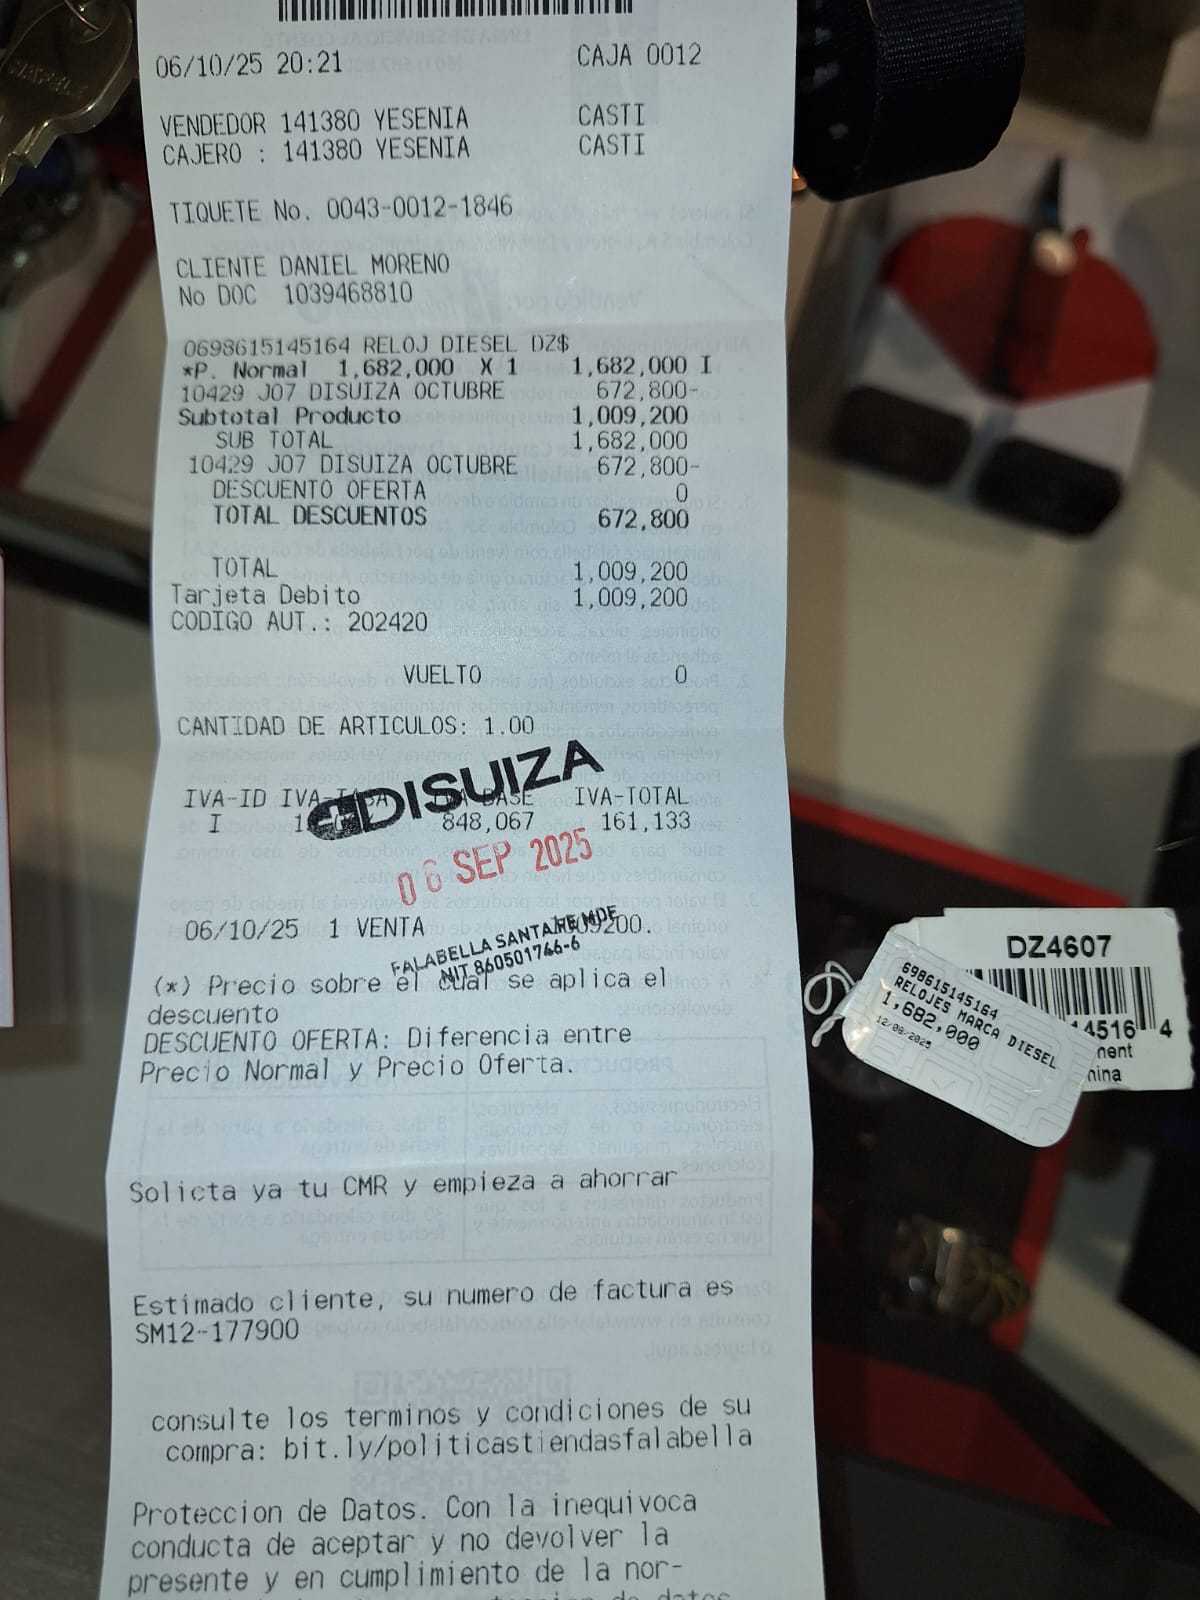 06/10/25 20:21 CAJA 0012
VENDEDOR 141380 YESENIA CASTI
CAJERO : 141380 YESENIA CASTI
TIQUETE No. 0043-0012-1846
CLIENTE DANIEL MORENO
No DOC 1039468810
0698615145164 RELOJ DIESEL DZ$
*P. Normal 1,682,000 X 1 1,682,000 I
10429 J07 DISUIZA OCTUBRE 672,800-
Subtotal Producto 1,009,200
SUB TOTAL 1,682,000
10429 J07 DISUIZA OCTUBRE 672,800-
DESCUENTO OFERTA 0
TOTAL DESCUENTOS 672,800
TOTAL 1,009,200
Tarjeta Debito 1,009,200
CODIGO AUT.: 202420
VUELTO 0
CANTIDAD DE ARTICULOS: 1.00
DISUIZA
IVA-ID IVA-TASA BASE IVA-TOTAL
I 848,067 161,133
06 SEP 2025
06/10/25 1 VENTA 1009200.
FALABELLA SANTA FE MDE
NIT 860501766-6
(*) Precio sobre el cual se aplica el
descuento
DESCUENTO OFERTA: Diferencia entre
Precio Normal y Precio Oferta.
Solicta ya tu CMR y empieza a ahorrar
Estimado cliente, su numero de factura es
SM12-177900
consulte los terminos y condiciones de su
compra: bit.ly/politicastiendasfalabella
Proteccion de Datos. Con la inequivoca
conducta de aceptar y no devolver la
presente y en cumplimiento de la nor-
DZ4607
4516 4
698615145164
RELOJES MARCA DIESEL
1,682,000
12/08/2025